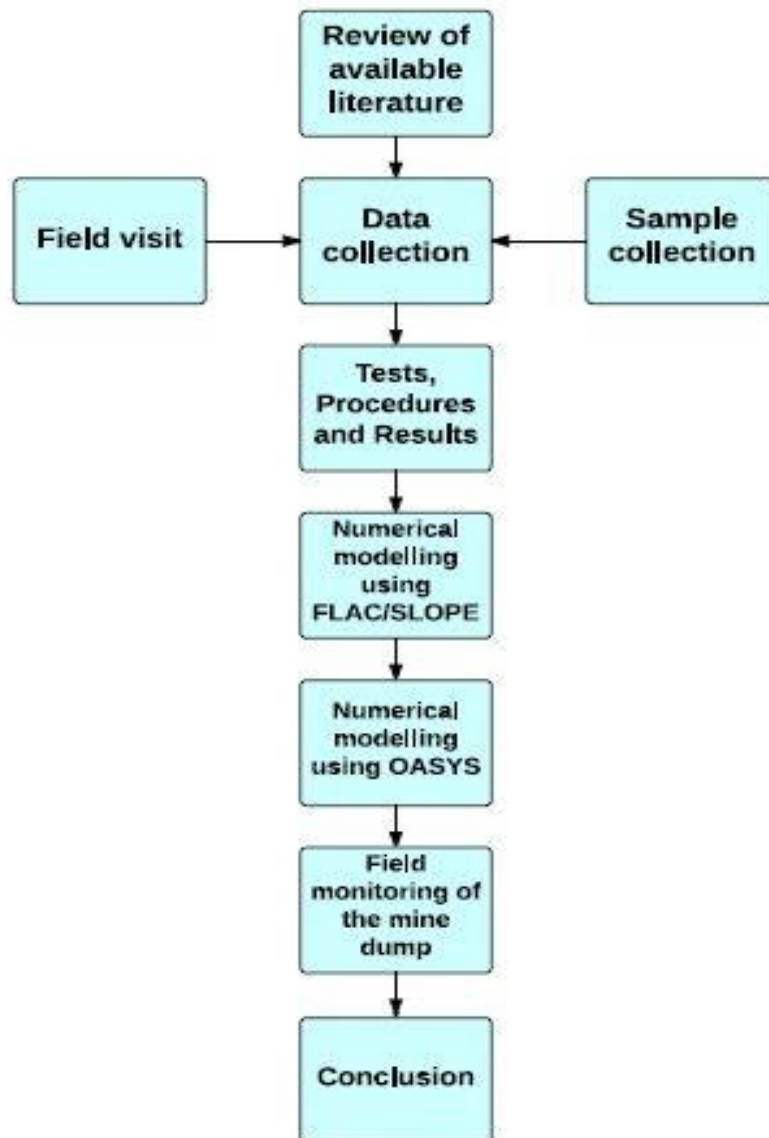 Review of
available
literature
Field visit
Data
collection
Sample
collection
Tests,
Procedures
and Results
Numerical
modelling
using
FLAC/SLOPE
Numerical
modelling
using OASYS
Field
monitoring of
the mine
dump
Conclusion